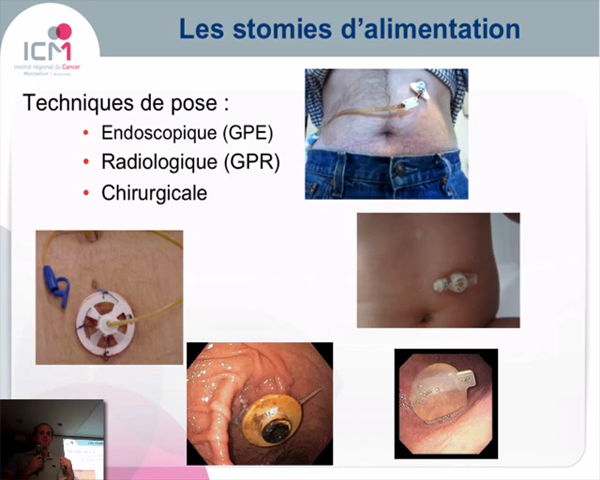 Les stomies d'alimentation
ICM
Institut régional du Cancer
Montpellier
Techniques de pose :
• Endoscopique (GPE)
• Radiologique (GPR)
• Chirurgicale